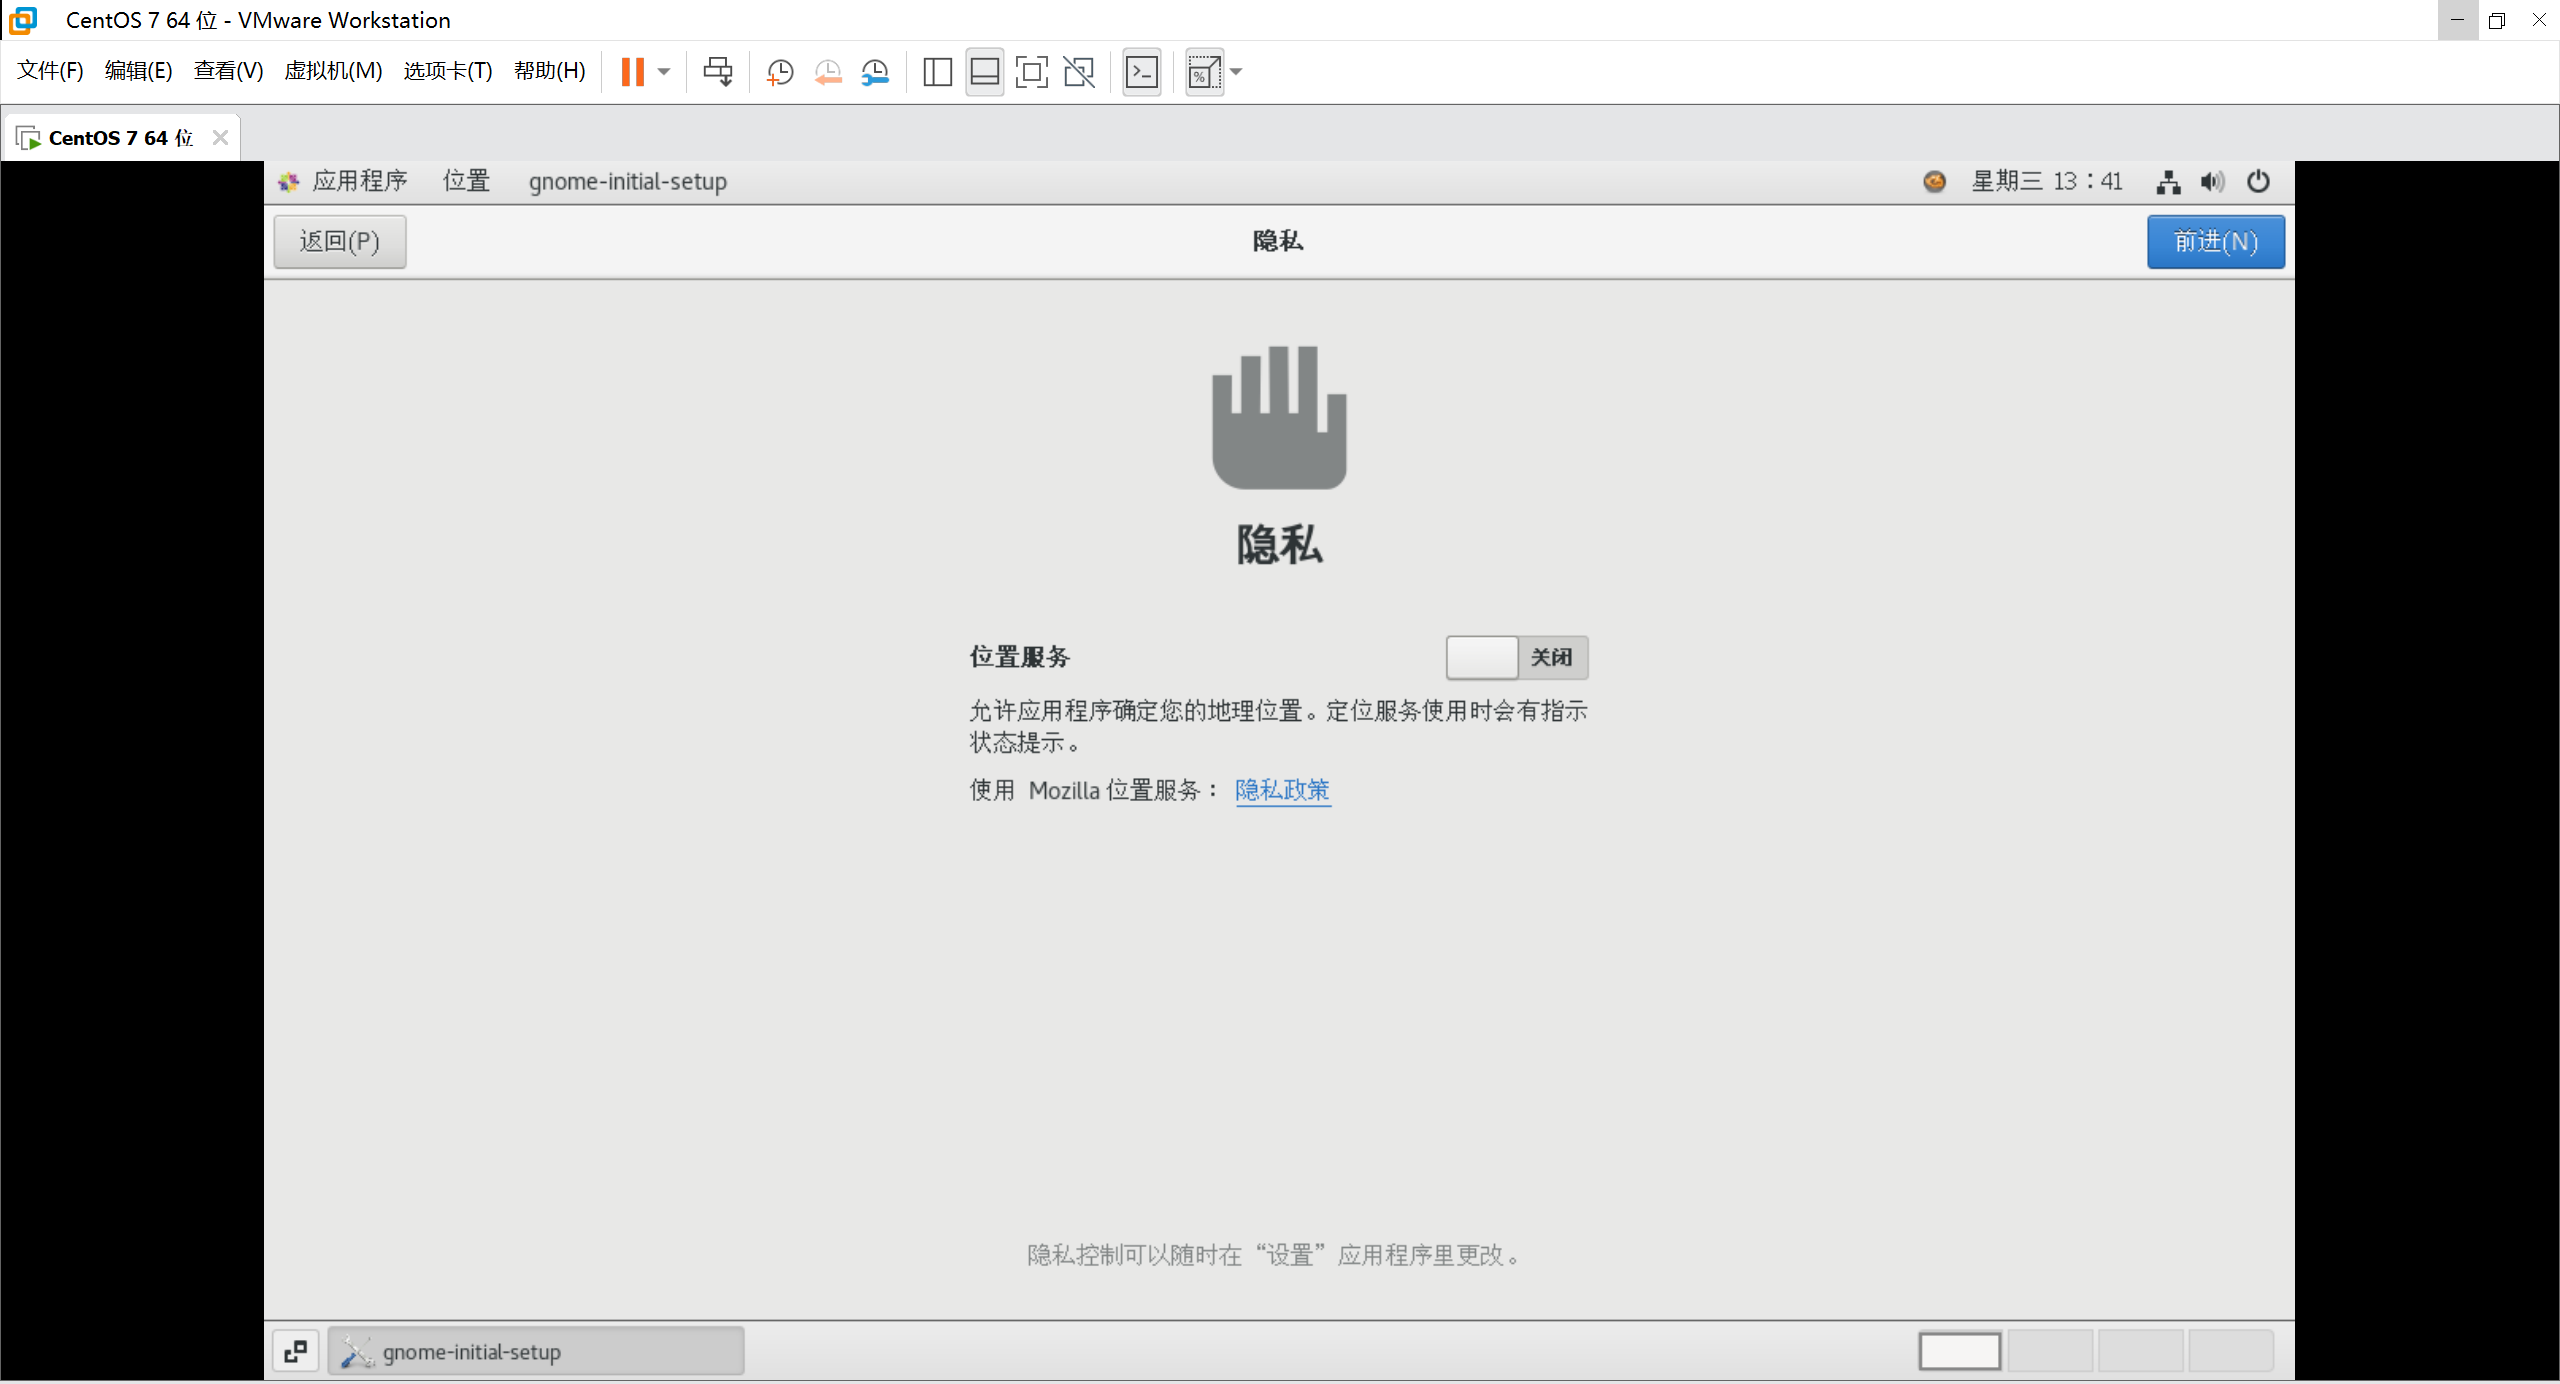 CentOS 7 64 位 - VMware Workstation
文件(F) 编辑(E) 查看(V) 虚拟机(M) 选项卡(T) 帮助(H)
CentOS 7 64 位
应用程序 位置 gnome-initial-setup 星期三 13：41
返回(P) 隐私 前进(N)
隐私
位置服务 关闭
允许应用程序确定您的地理位置。定位服务使用时会有指示
状态提示。
使用 Mozilla 位置服务： 隐私政策
隐私控制可以随时在“设置”应用程序里更改。
gnome-initial-setup